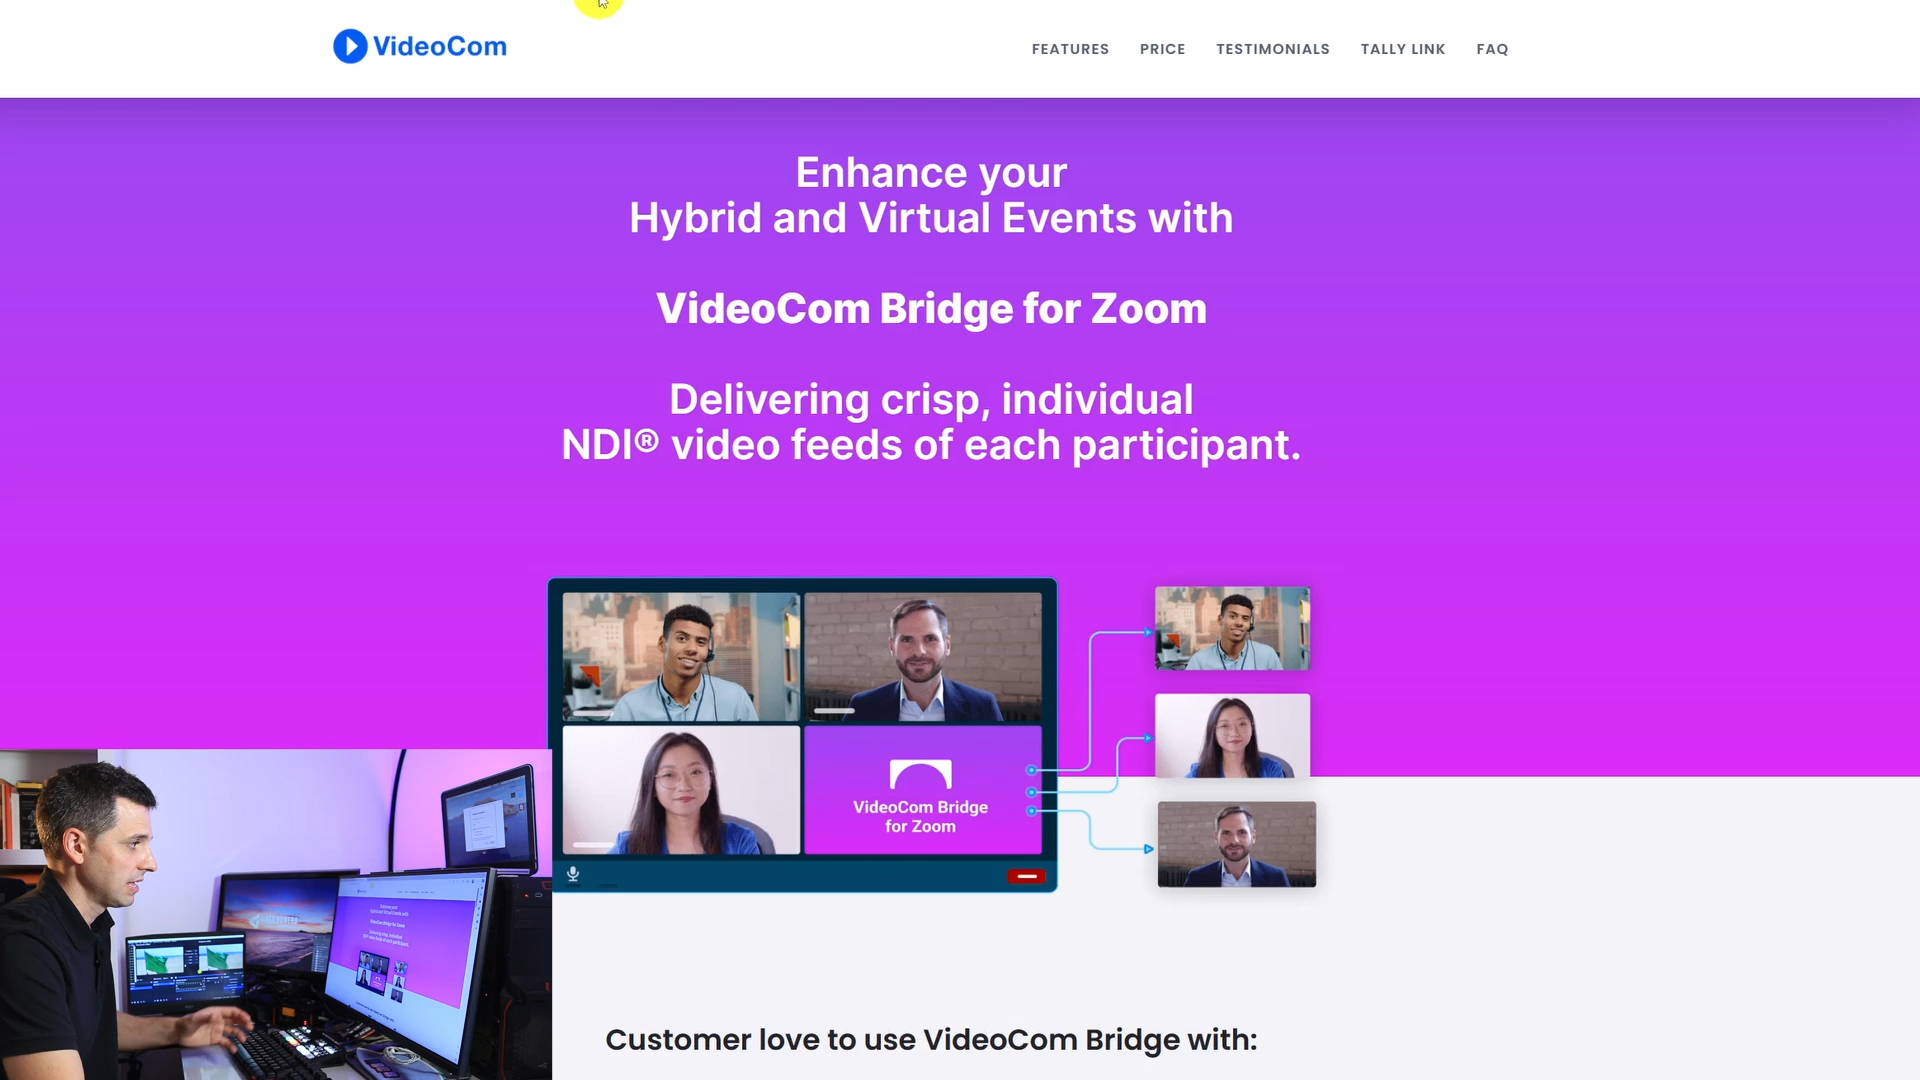 VideoCom
FEATURES PRICE TESTIMONIALS TALLY LINK FAQ
Enhance your
Hybrid and Virtual Events with
VideoCom Bridge for Zoom
Delivering crisp, individual
NDI® video feeds of each participant.
VideoCom Bridge
for Zoom
Customer love to use VideoCom Bridge with: